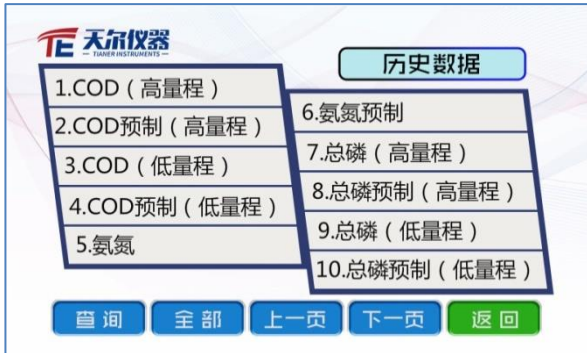 天尔仪器
TIANER INSTRUMENTS
历史数据
1.COD（高量程）
2.COD预制（高量程）
3.COD（低量程）
4.COD预制（低量程）
5.氨氮
6.氨氮预制
7.总磷（高量程）
8.总磷预制（高量程）
9.总磷（低量程）
10.总磷预制（低量程）
查询 全部 上一页 下一页 返回